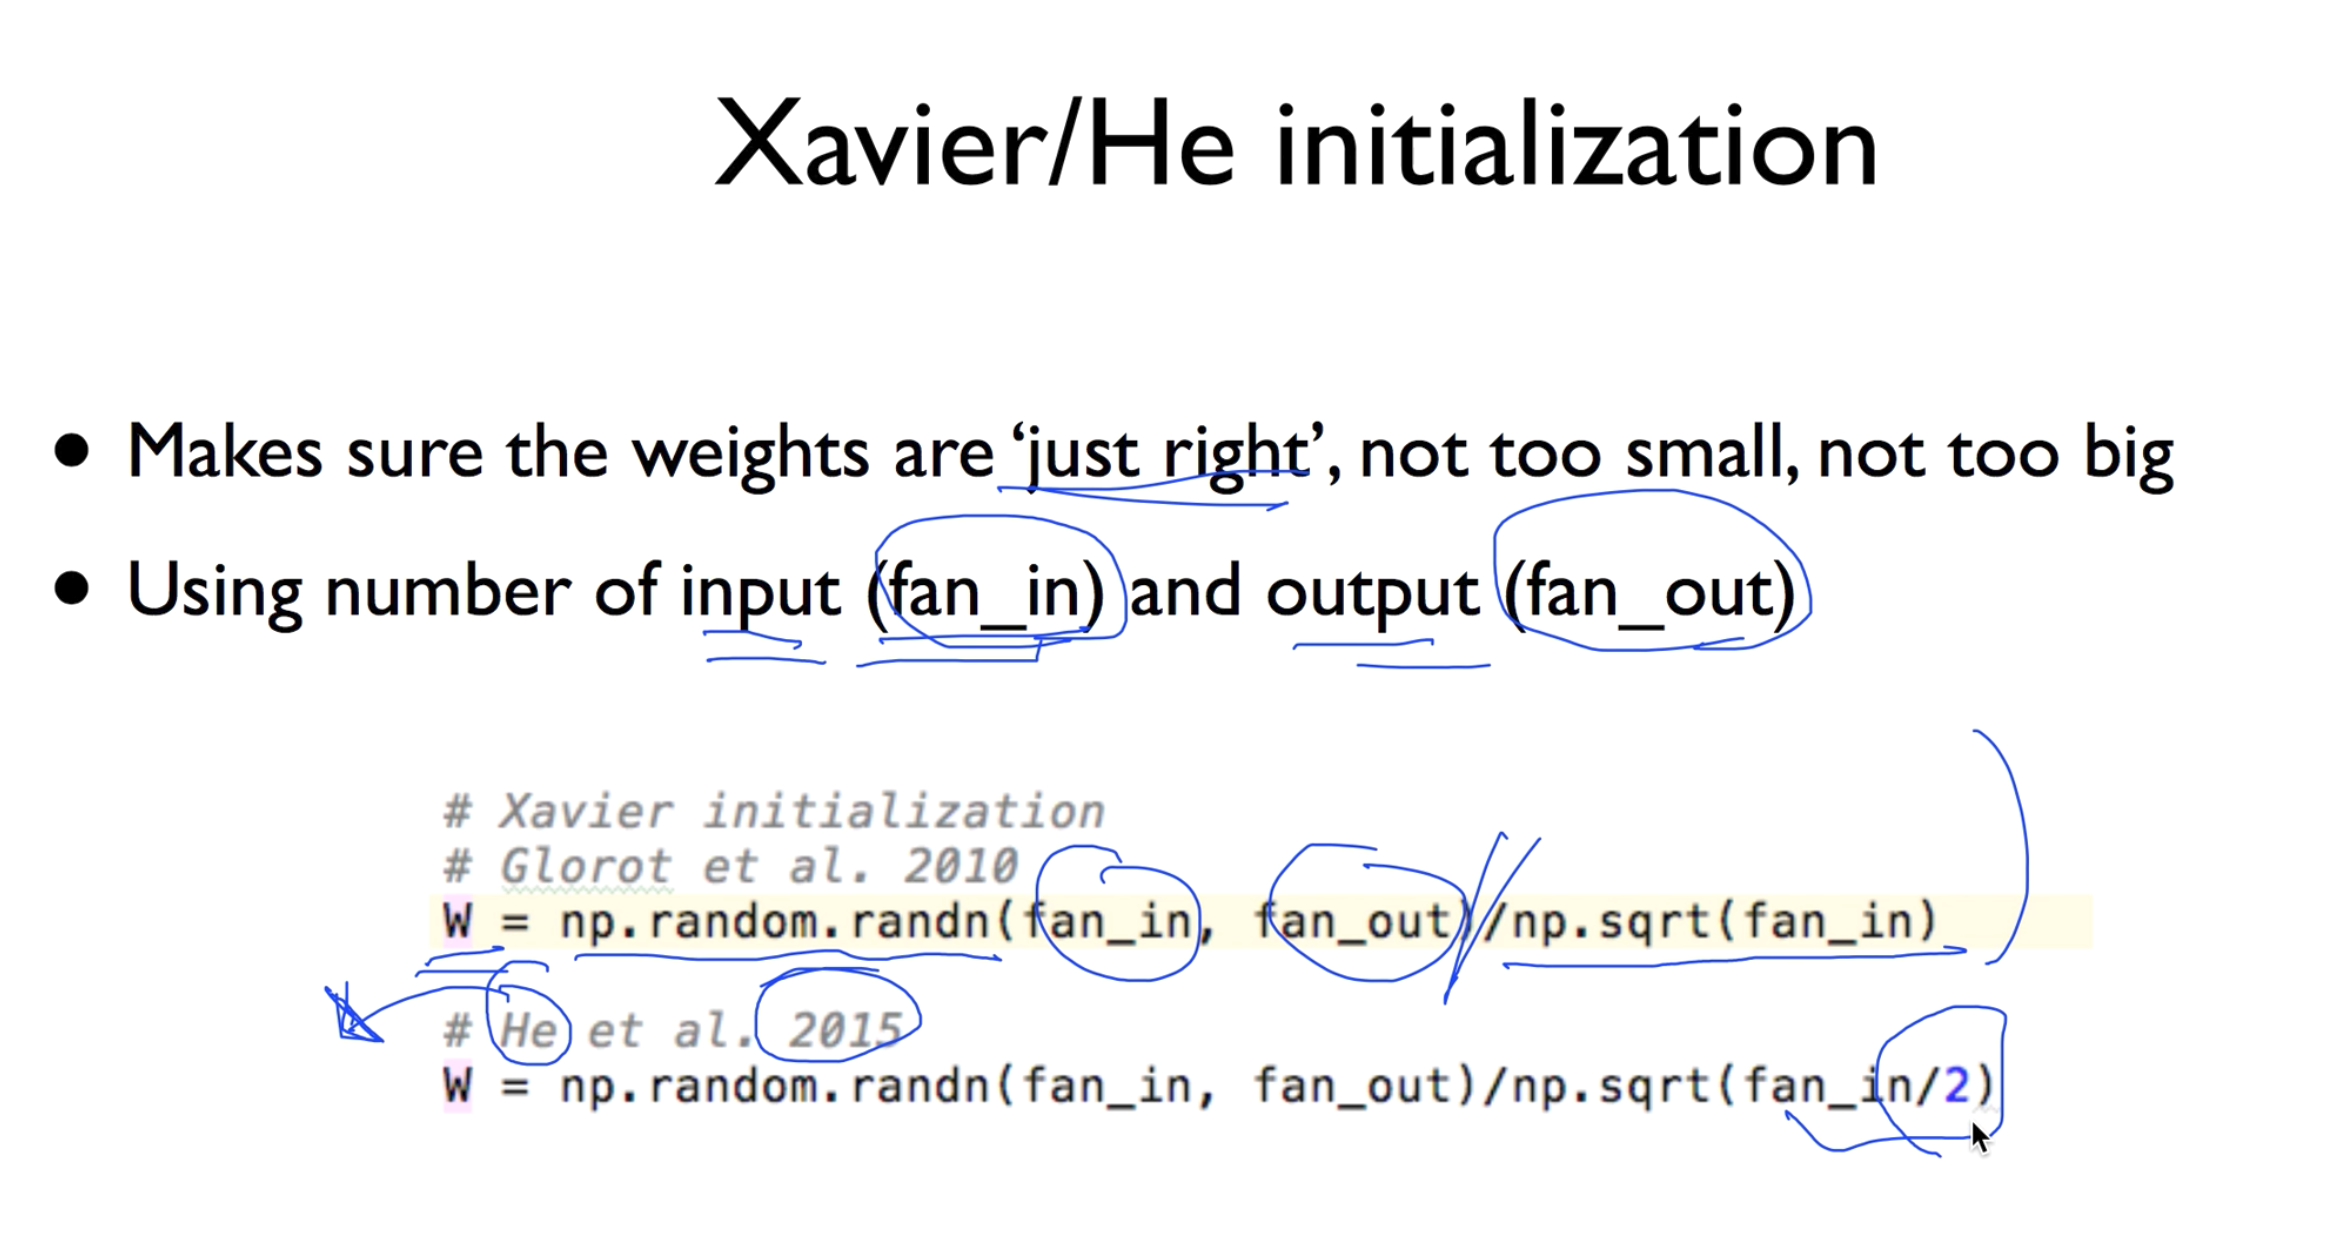 Xavier/He initialization
● Makes sure the weights are ‘just right’, not too small, not too big
● Using number of input (fan_in) and output (fan_out)
# Xavier initialization
# Glorot et al. 2010
W = np.random.randn(fan_in, fan_out)/np.sqrt(fan_in)
# He et al. 2015
W = np.random.randn(fan_in, fan_out)/np.sqrt(fan_in/2)